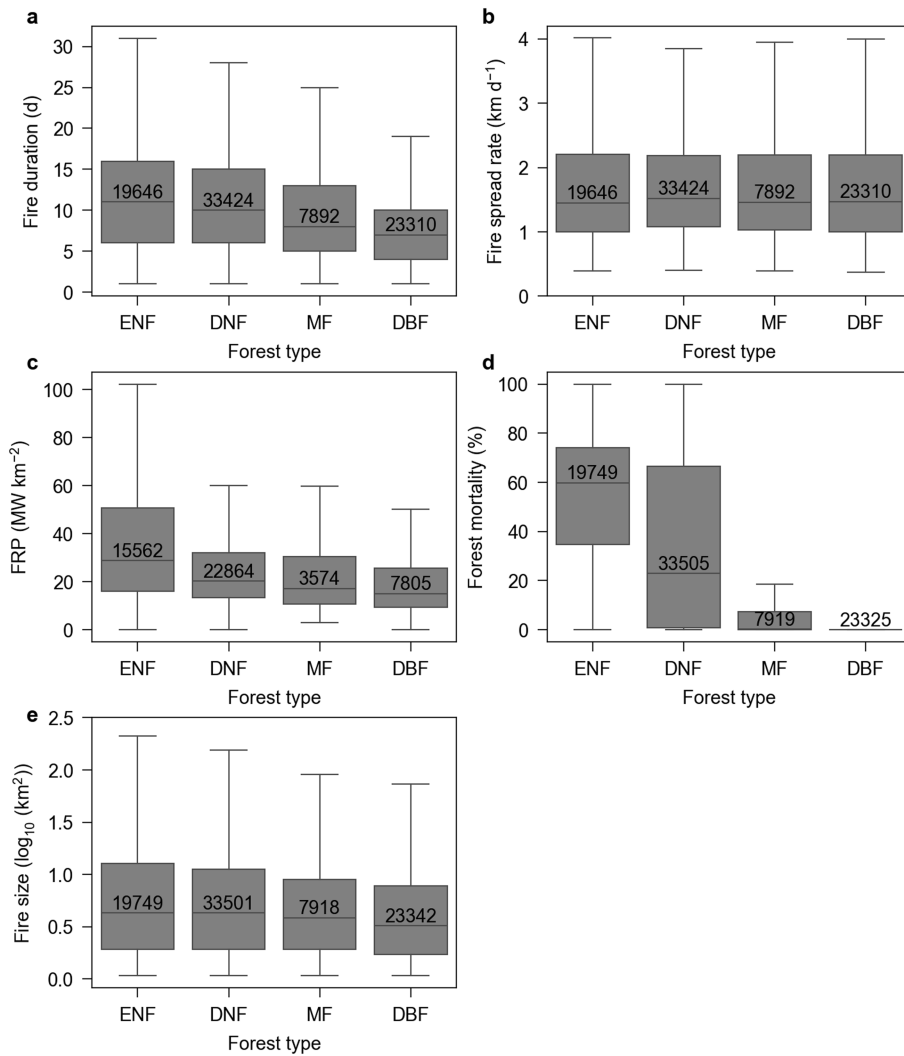 a
Fire duration (d)
30
25
20
15
10
5
0
19646
33424
7892
23310
ENF DNF MF DBF
Forest type
b
Fire spread rate (km d⁻¹)
4
3
2
1
0
19646
33424
7892
23310
ENF DNF MF DBF
Forest type
c
FRP (MW km⁻²)
100
80
60
40
20
0
15562
22864
3574
7805
ENF DNF MF DBF
Forest type
d
Forest mortality (%)
100
80
60
40
20
0
19749
33505
7919
23325
ENF DNF MF DBF
Forest type
e
Fire size (log₁₀ (km²))
2.5
2.0
1.5
1.0
0.5
0.0
19749
33501
7918
23342
ENF DNF MF DBF
Forest type